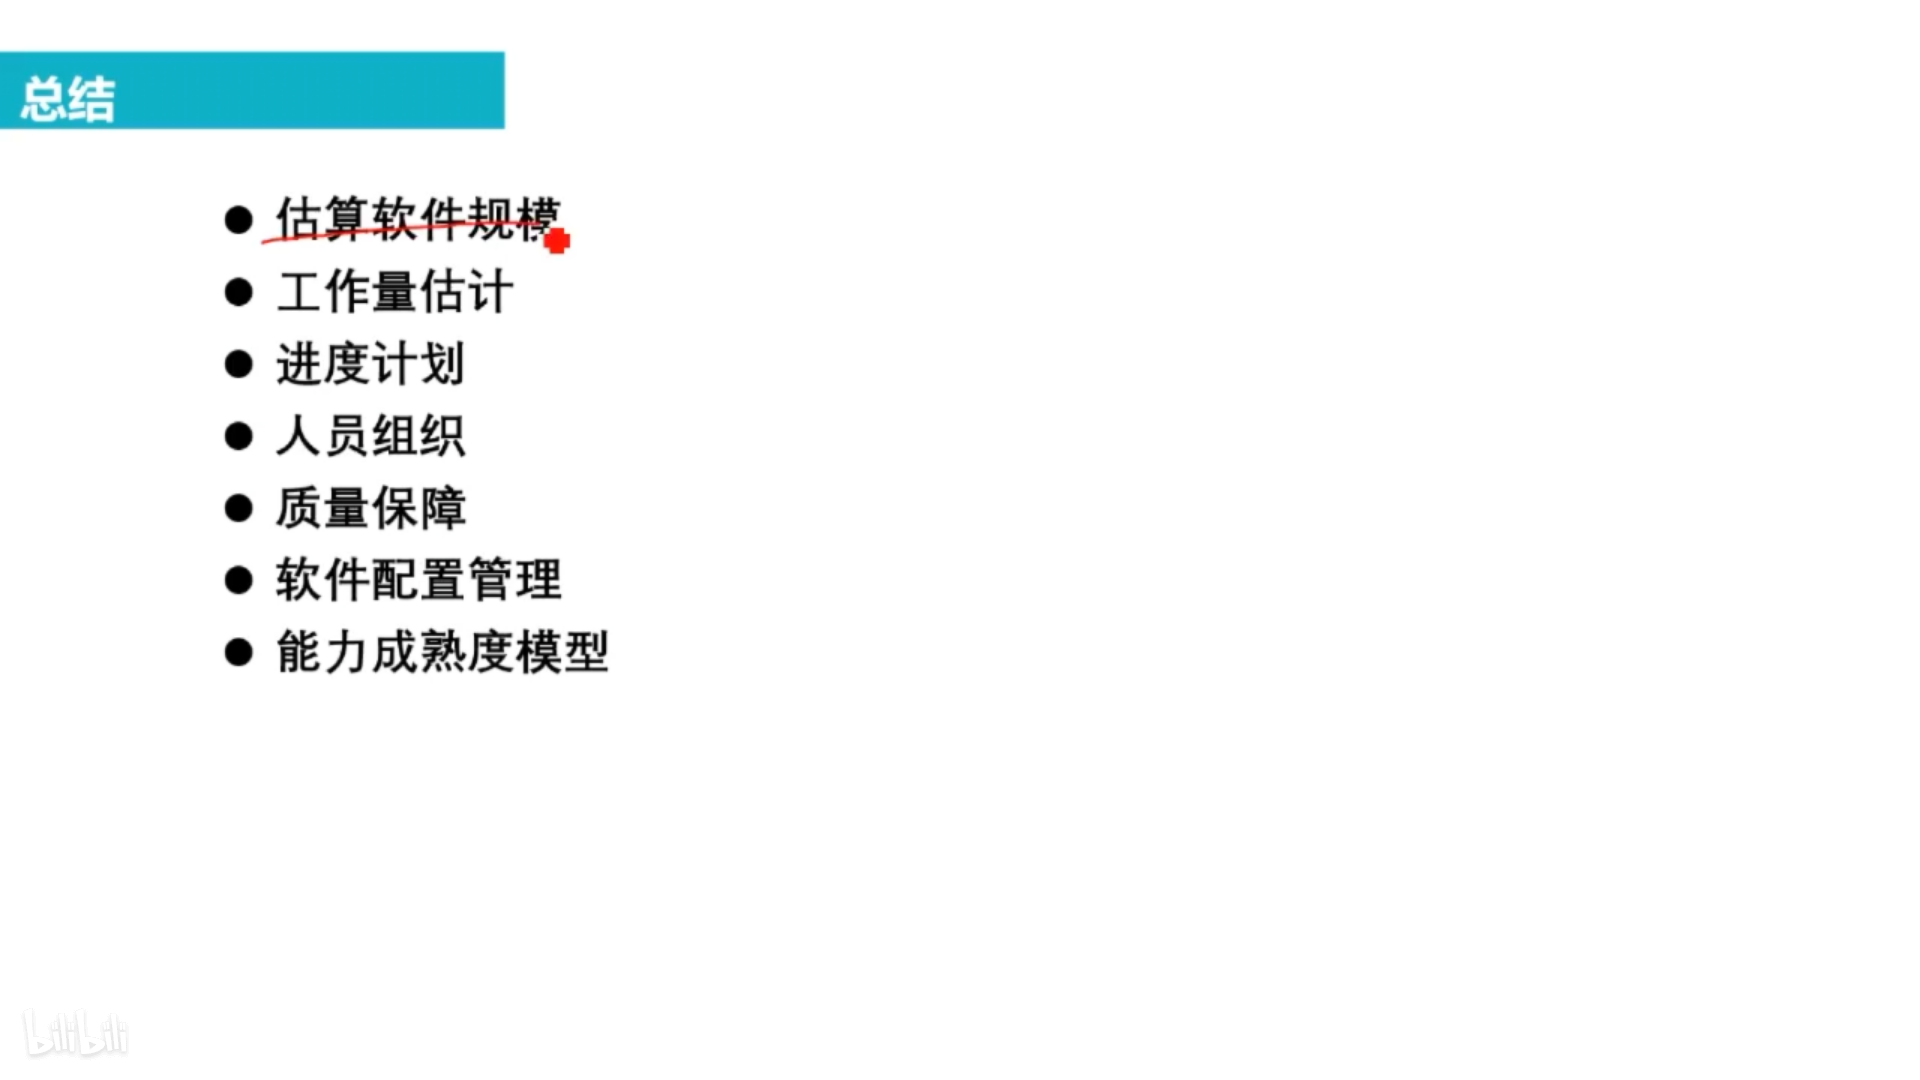 总结
估算软件规模
工作量估计
进度计划
人员组织
质量保障
软件配置管理
能力成熟度模型
bilibili